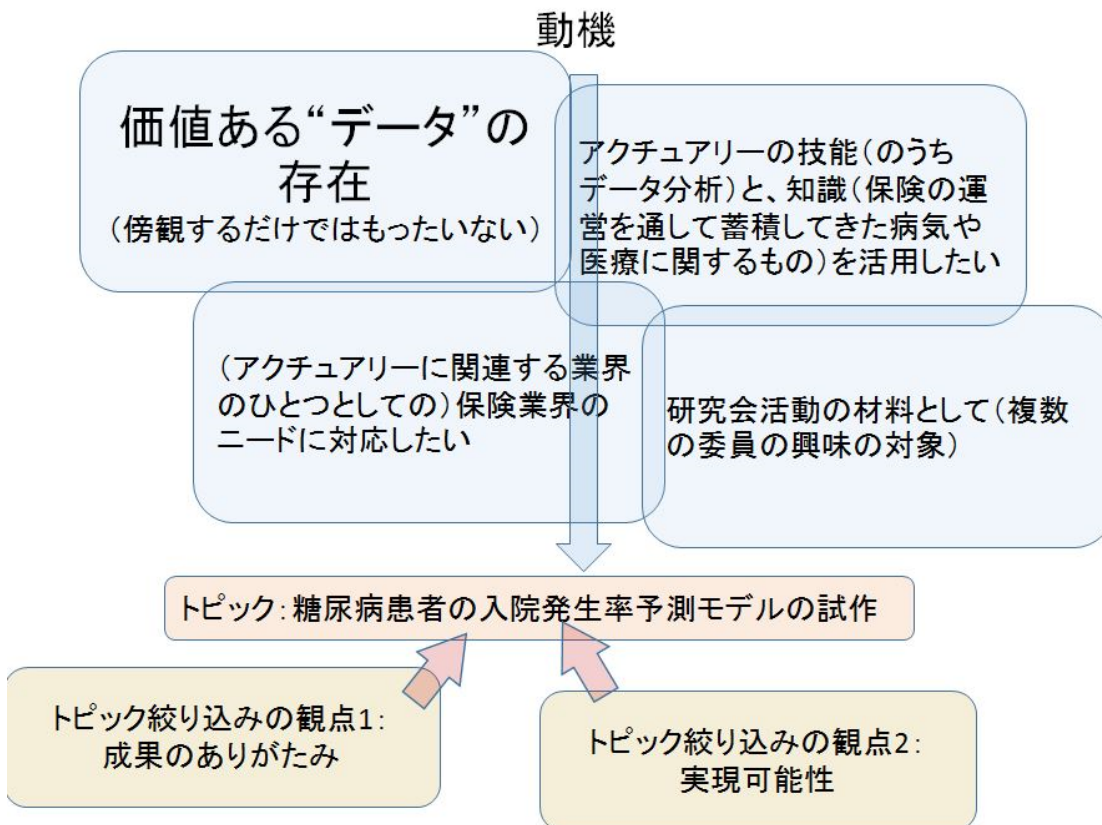 動機
価値ある“データ”の
存在
（傍観するだけではもったいない）
アクチュアリーの技能（のうち
データ分析）と、知識（保険の運
営を通して蓄積してきた病気や
医療に関するもの）を活用したい
（アクチュアリーに関連する業界
のひとつとしての）保険業界の
ニードに対応したい
研究会活動の材料として（複数
の委員の興味の対象）
トピック：糖尿病患者の入院発生率予測モデルの試作
トピック絞り込みの観点1：
成果のありがたみ
トピック絞り込みの観点2：
実現可能性